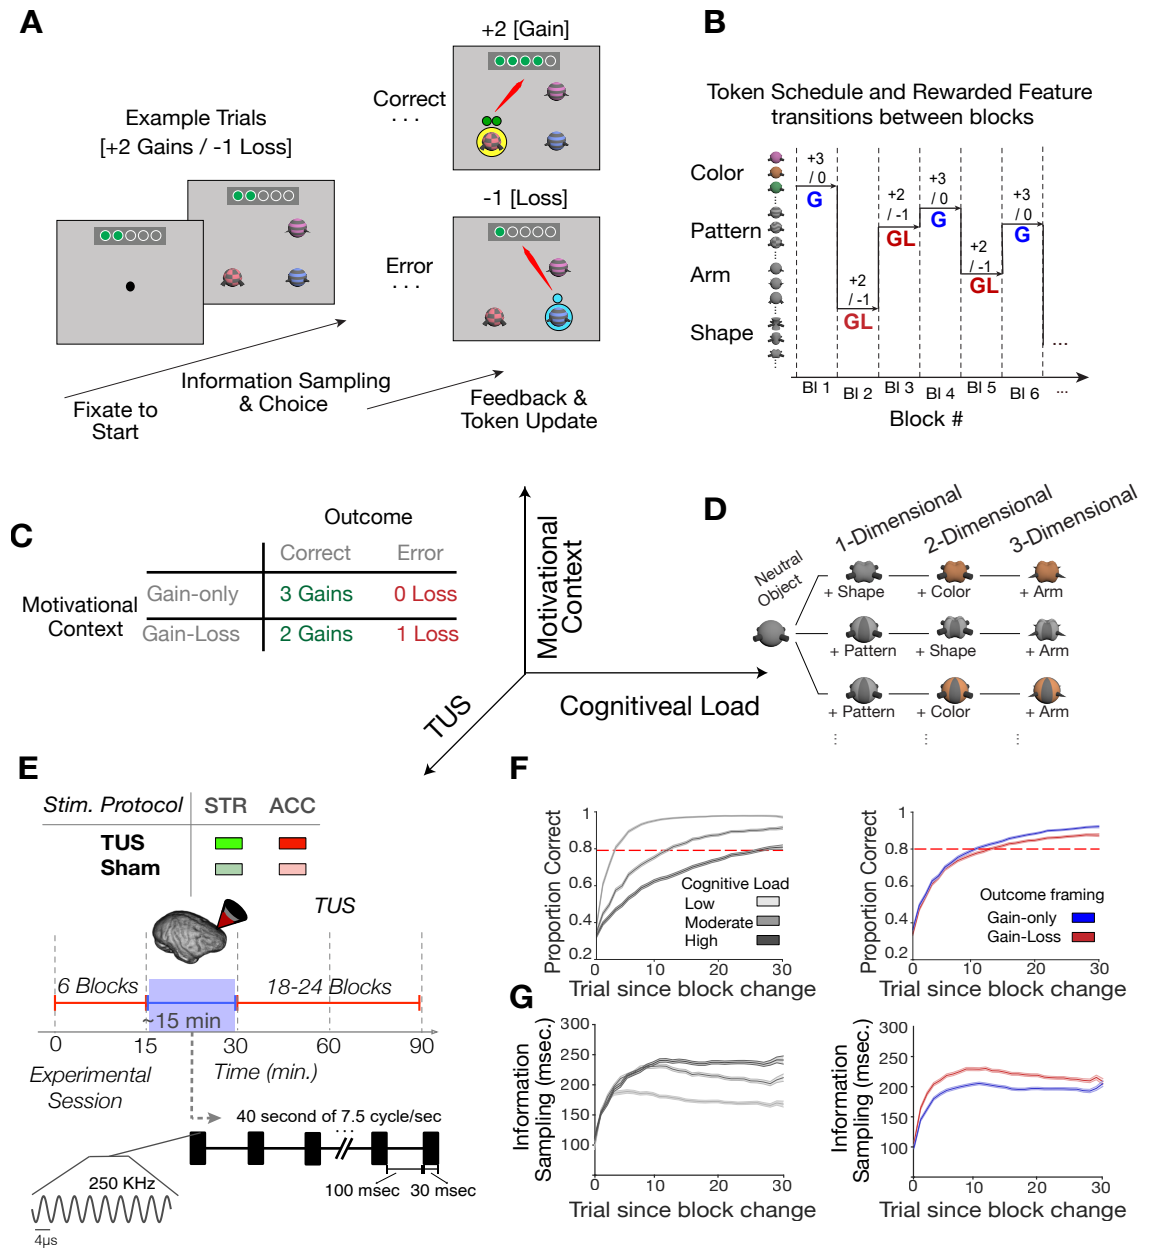 A
+2 [Gain]
Correct
...
Example Trials
[+2 Gains / -1 Loss]
-1 [Loss]
Error
...
Information Sampling
& Choice
Fixate to
Start
Feedback &
Token Update
B
Token Schedule and Rewarded Feature
transitions between blocks
Color
Pattern
Arm
Shape
+3
/ 0
G
+2
/ -1
GL
+2
/ -1
GL
+3
/ 0
G
+2
/ -1
GL
+3
/ 0
G
...
Bl 1
Bl 2
Bl 3
Bl 4
Bl 5
Bl 6
...
Block #
C
Outcome
Correct
Error
Motivational
Context
Gain-only
3 Gains
0 Loss
Gain-Loss
2 Gains
1 Loss
Motivational
Context
Cognitiveal Load
TUS
D
Neutral
Object
1-Dimensional
2-Dimensional
3-Dimensional
+ Shape
+ Color
+ Arm
+ Pattern
+ Shape
+ Arm
+ Pattern
+ Color
+ Arm
E
Stim. Protocol
STR
ACC
TUS
Sham
TUS
6 Blocks
18-24 Blocks
~15 min
0
15
30
60
90
Experimental
Session
Time (min.)
40 second of 7.5 cycle/sec
...
250 KHz
100 msec
30 msec
4µs
F
Proportion Correct
1
0.8
0.6
0.4
0.2
Cognitive Load
Low
Moderate
High
0
10
20
30
Trial since block change
Proportion Correct
1
0.8
0.6
0.4
0.2
Outcome framing
Gain-only
Gain-Loss
0
10
20
30
Trial since block change
G
Information
Sampling (msec.)
300
250
200
150
100
0
10
20
30
Trial since block change
Information
Sampling (msec.)
300
250
200
150
100
0
10
20
30
Trial since block change